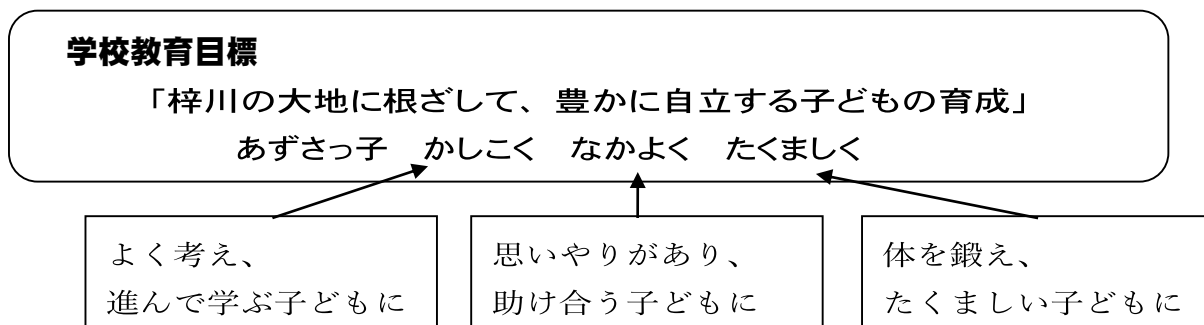 学校教育目標
「梓川の大地に根ざして、豊かに自立する子どもの育成」
あずさっ子　かしこく　なかよく　たくましく
よく考え、
進んで学ぶ子どもに
思いやりがあり、
助け合う子どもに
体を鍛え、
たくましい子どもに